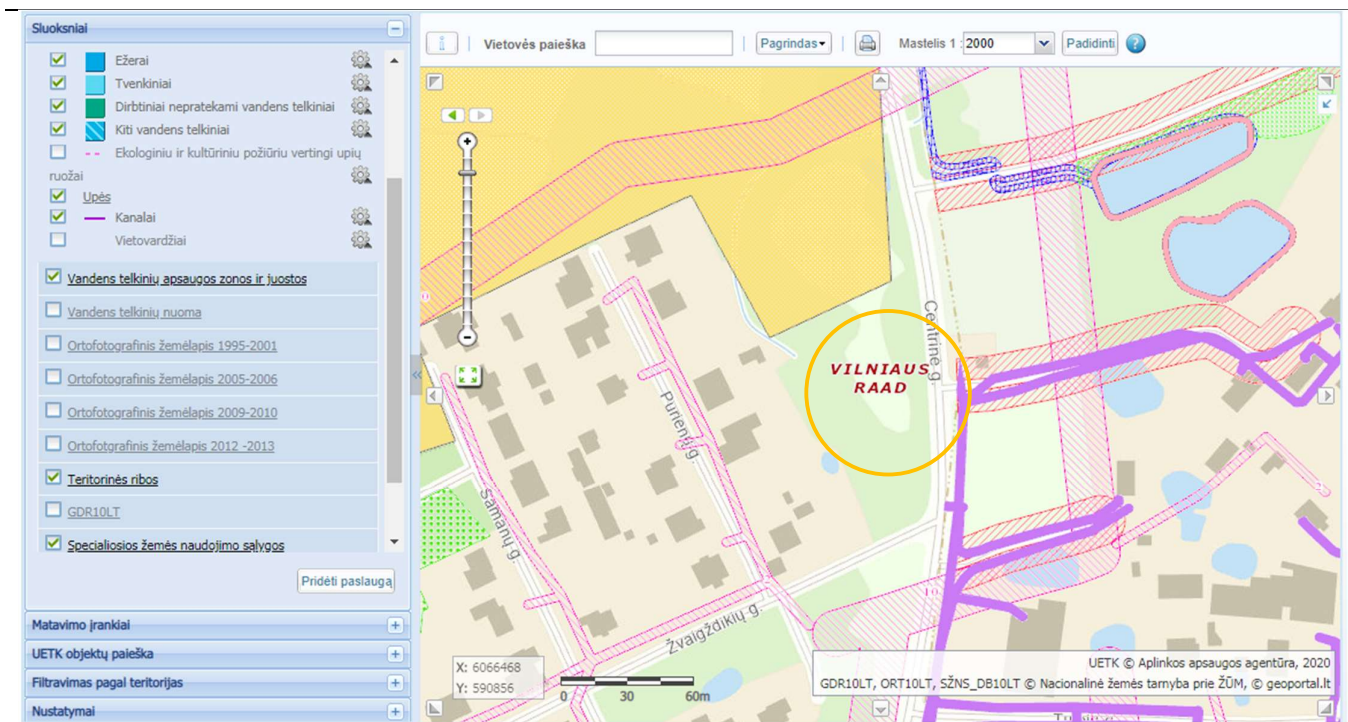 Sluoksniai
Ežerai
Tvenkiniai
Dirbtiniai nepratekami vandens telkiniai
Kiti vandens telkiniai
Ekologiniu ir kultūriniu požiūriu vertingi upių
ruožai
Upės
Kanalai
Vietovardžiai
Vandens telkinių apsaugos zonos ir juostos
Vandens telkinių nuoma
Ortofotografinis žemėlapis 1995-2001
Ortofotografinis žemėlapis 2005-2006
Ortofotografinis žemėlapis 2009-2010
Ortofotografinis žemėlapis 2012 -2013
Teritorinės ribos
GDR10LT
Specialiosios žemės naudojimo sąlygos
Pridėti paslaugą
Matavimo įrankiai
UETK objektų paieška
Filtravimas pagal teritorijas
Nustatymai
Vietovės paieška
Pagrindas
Mastelis 1 : 2000
Padidinti
Centrinė g.
VILNIAUS
RAAD
Purienų g.
Samanų g.
Žvaigždikių g.
10
X: 6066468
Y: 590856
0 30 60m
UETK © Aplinkos apsaugos agentūra, 2020
GDR10LT, ORT10LT, SŽNS_DB10LT © Nacionalinė žemės tarnyba prie ŽŪM, © geoportal.lt